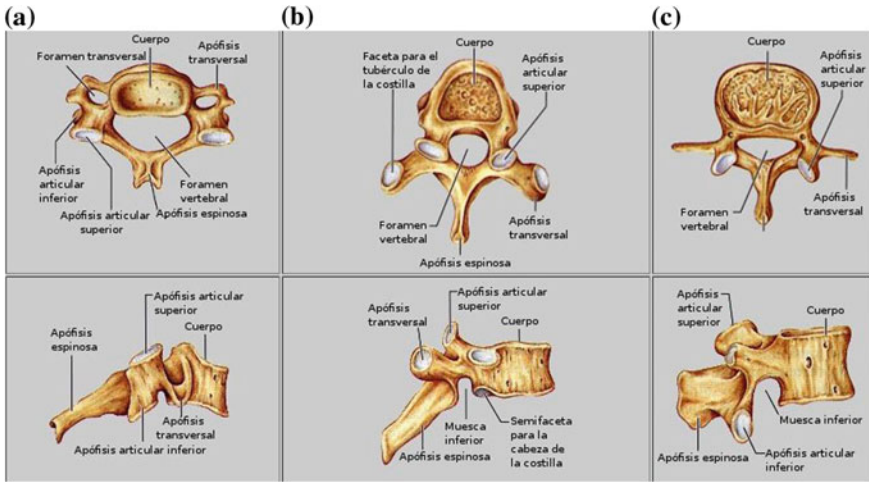 (a)
Cuerpo
Foramen transversal
Apófisis
transversal
Apófisis
articular
inferior
Apófisis articular
superior
Foramen
vertebral
Apófisis espinosa
(b)
Cuerpo
Faceta para el
tubérculo de
la costilla
Apófisis
articular
superior
Foramen
vertebral
Apófisis
transversal
Apófisis espinosa
(c)
Cuerpo
Apófisis
articular
superior
Foramen
vertebral
Apófisis
transversal
Apófisis articular
superior
Apófisis
espinosa
Cuerpo
Apófisis
transversal
Apófisis articular inferior
Apófisis articular
superior
Apófisis
transversal
Cuerpo
Muesca
inferior
Apófisis espinosa
Semifaceta
para la
cabeza de
la costilla
Apófisis
articular
superior
Cuerpo
Muesca inferior
Apófisis espinosa
Apófisis articular
inferior